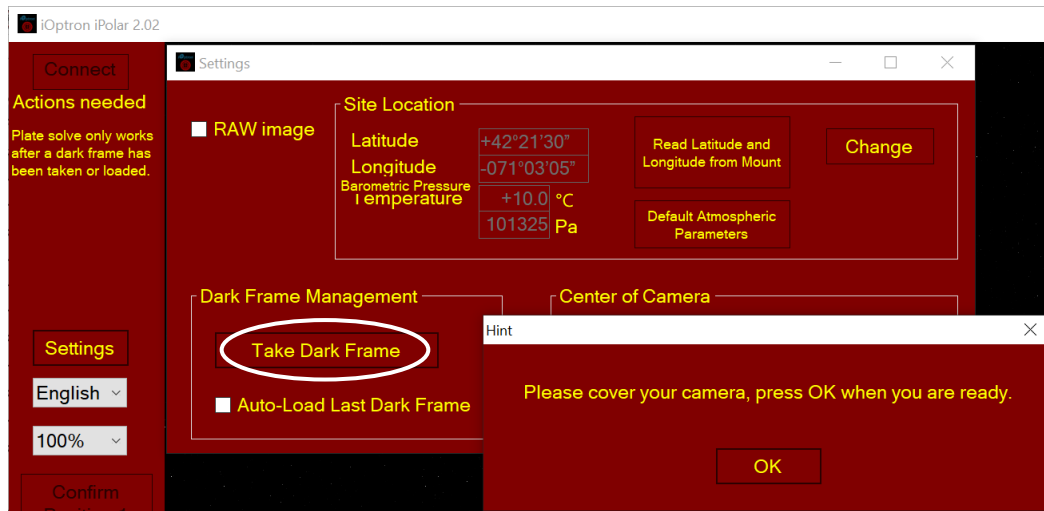 iOptron iPolar 2.02
Connect
Actions needed
Plate solve only works
after a dark frame has
been taken or loaded.
Settings
English
100%
Confirm
Settings
RAW image
Site Location
Latitude
+42°21'30"
Longitude
-071°03'05"
Barometric Pressure
Temperature
+10.0 °C
101325 Pa
Read Latitude and
Longitude from Mount
Default Atmospheric
Parameters
Change
Dark Frame Management
Take Dark Frame
Auto-Load Last Dark Frame
Center of Camera
Hint
Please cover your camera, press OK when you are ready.
OK